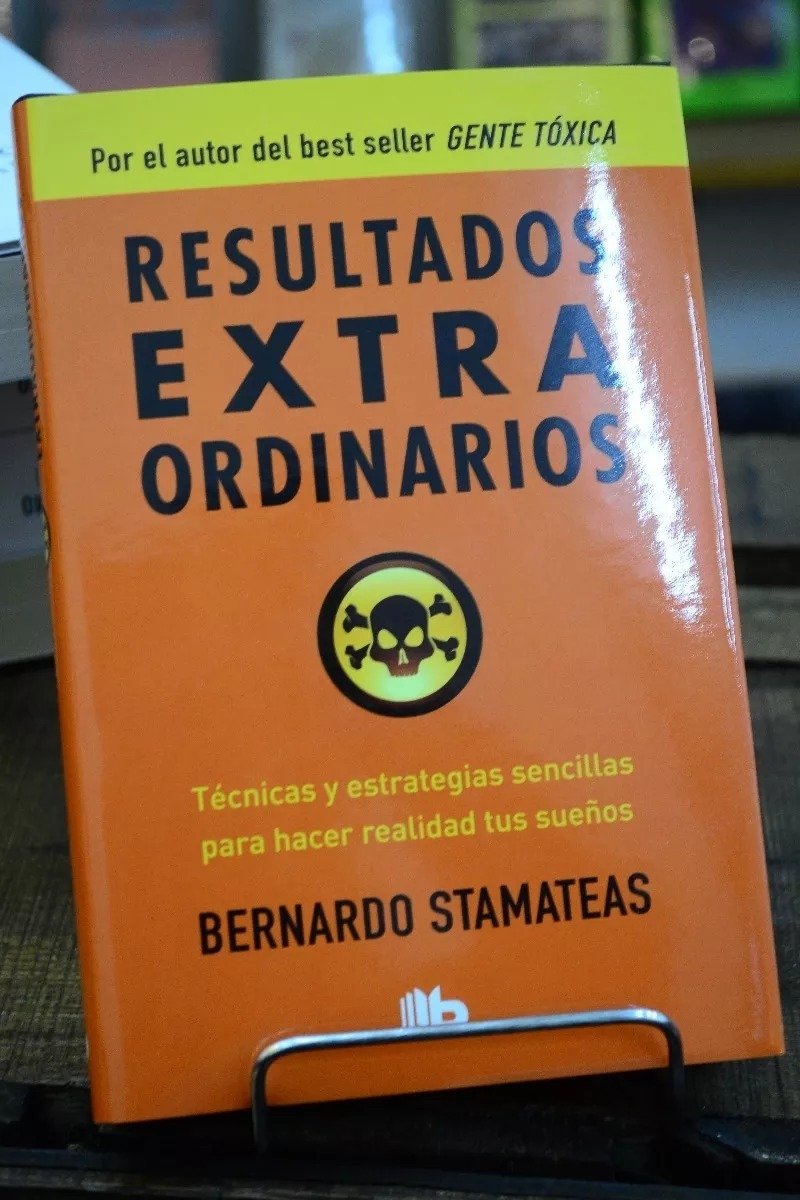 Por el autor del best seller GENTE TÓXICA
RESULTADOS
EXTRA
ORDINARIOS
Técnicas y estrategias sencillas
para hacer realidad tus sueños
BERNARDO STAMATEAS